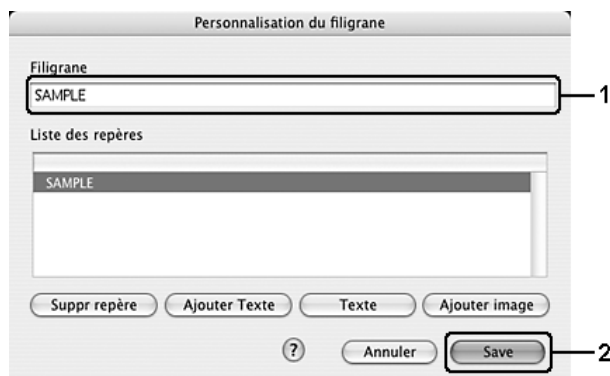 Personnalisation du filigrane
Filigrane
SAMPLE
1
Liste des repères
SAMPLE
Suppr repère Ajouter Texte Texte Ajouter image
? Annuler Save 2